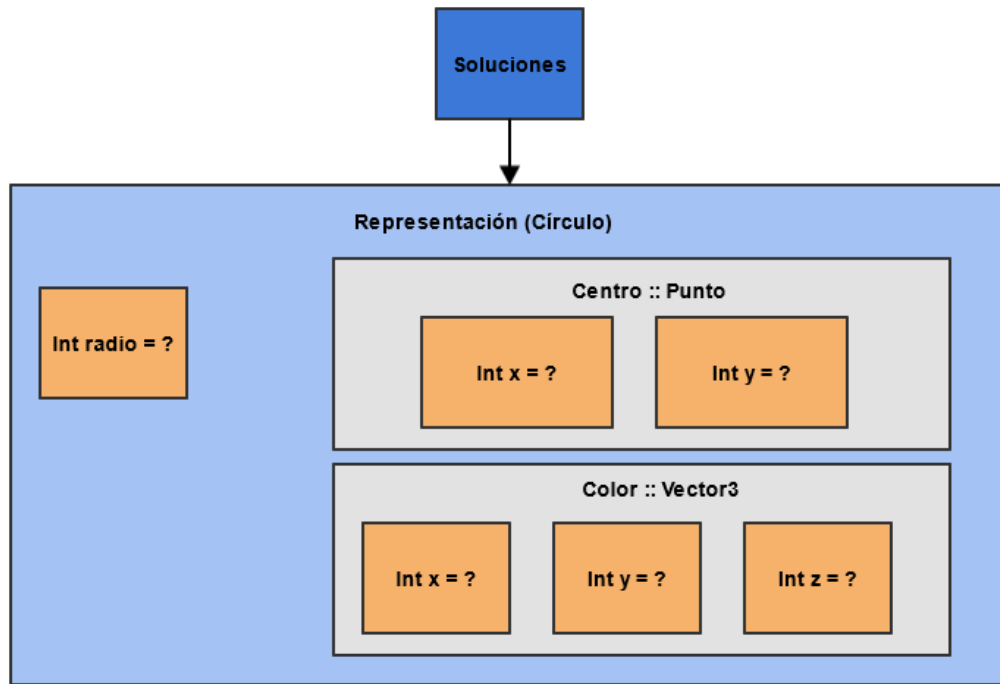 Soluciones
Representación (Círculo)
Int radio = ?
Centro :: Punto
Int x = ?
Int y = ?
Color :: Vector3
Int x = ?
Int y = ?
Int z = ?